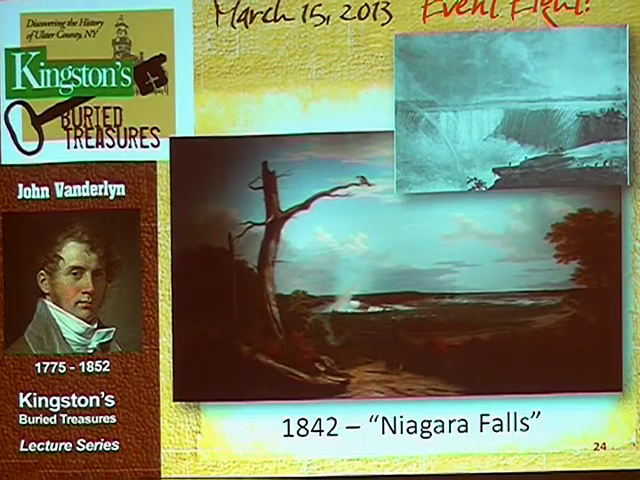 March 15, 2013 Event Eight:
Discovering the History
of Ulster County, NY
Kingston's
BURIED
TREASURES
John Vanderlyn
1775 - 1852
Kingston's
Buried Treasures
Lecture Series
1842 – “Niagara Falls”
24